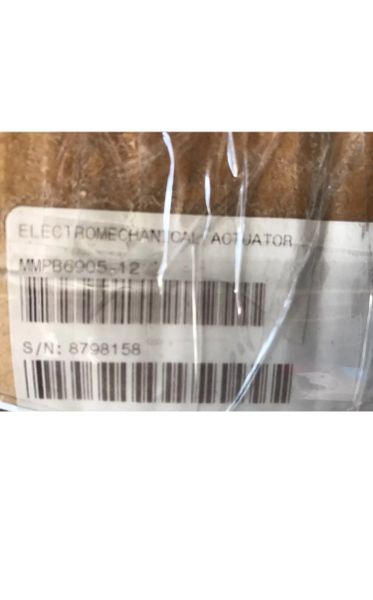 ELECTROMECHANICAL ACTUATOR
MMPB6905.12
S/N: 8798158